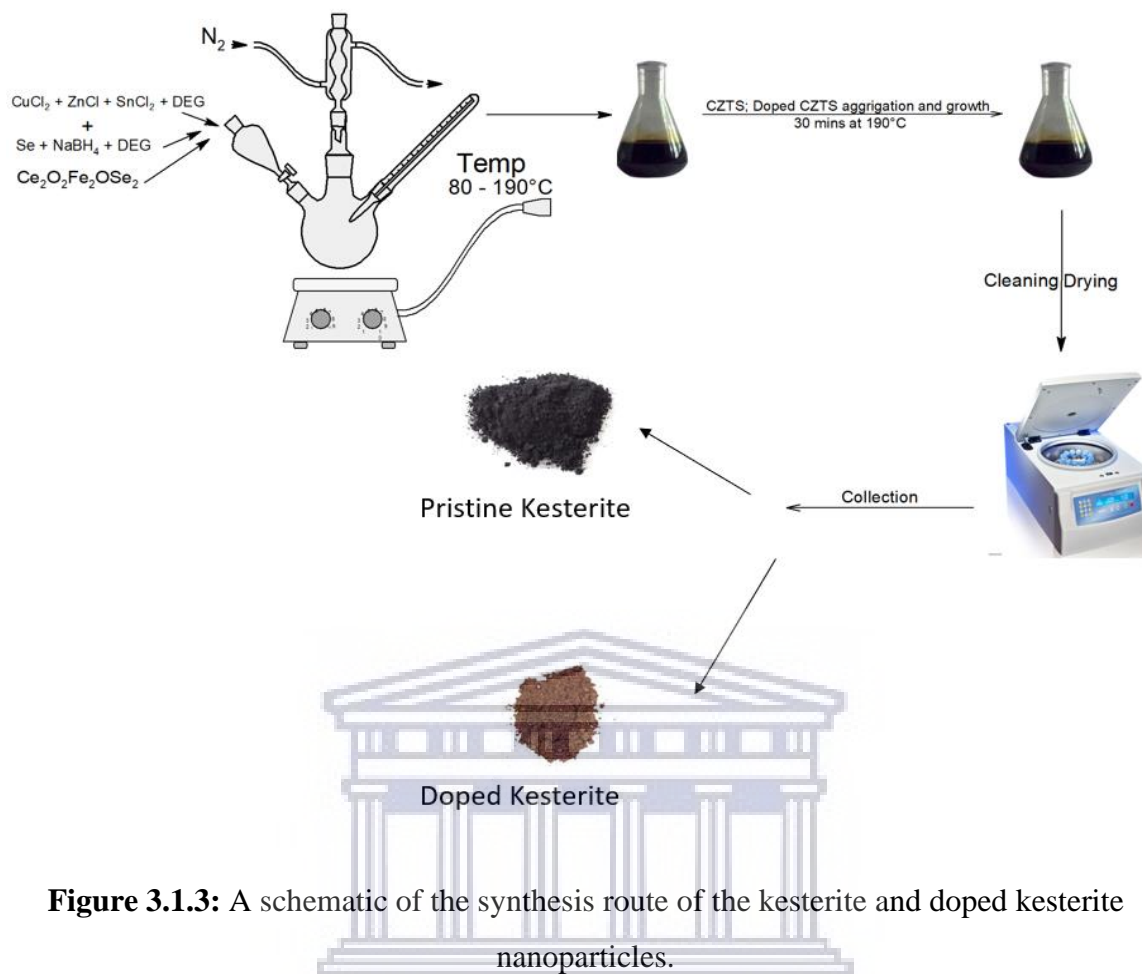 N₂
CuCl₂ + ZnCl + SnCl₂ + DEG
+
Se + NaBH₄ + DEG
Ce₂O₂Fe₂OSe₂
Temp
80 - 190°C
CZTS; Doped CZTS aggrigation and growth
30 mins at 190°C
Cleaning Drying
Collection
Pristine Kesterite
Doped Kesterite
Figure 3.1.3: A schematic of the synthesis route of the kesterite and doped kesterite
nanoparticles.